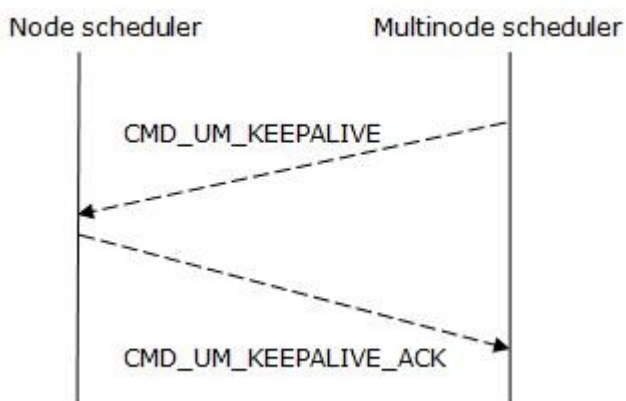 Node scheduler
Multinode scheduler
CMD_UM_KEEPALIVE
CMD_UM_KEEPALIVE_ACK